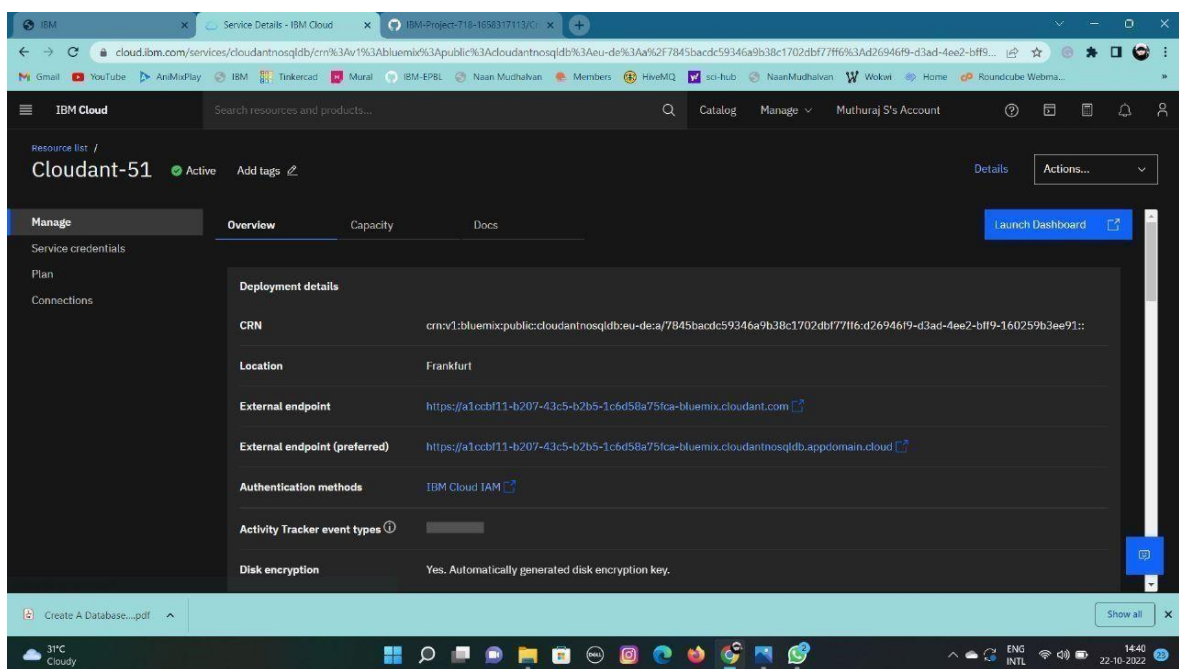 IBM
Service Details - IBM Cloud
IBM-Project-718-1658317113/Cr
cloud.ibm.com/services/cloudantnosqldb/crn%3Av1%3Abluemix%3Apublic%3Acloudantnosqldb%3Aeu-de%3Aa%2F7845bacdc59346a9b38c1702dbf77ff6%3Ad26946f9-d3ad-4ee2-bff9...
Gmail YouTube AniMixPlay IBM Tinkercad Mural IBM-EPBL Naan Mudhalvan Members HiveMQ sci-hub NaanMudhalvan Wokwi Home Roundcube Webma...
IBM Cloud Search resources and products... Catalog Manage Muthuraj S's Account
Resource list /
Cloudant-51 Active Add tags Details Actions...
Manage
Service credentials
Plan
Connections
Overview Capacity Docs Launch Dashboard
Deployment details
CRN crn:v1:bluemix:public:cloudantnosqldb:eu-de:a/7845bacdc59346a9b38c1702dbf77ff6:d26946f9-d3ad-4ee2-bff9-160259b3ee91::
Location Frankfurt
External endpoint https://a1ccbf11-b207-43c5-b2b5-1c6d58a75fca-bluemix.cloudant.com
External endpoint (preferred) https://a1ccbf11-b207-43c5-b2b5-1c6d58a75fca-bluemix.cloudantnosqldb.appdomain.cloud
Authentication methods IBM Cloud IAM
Activity Tracker event types
Disk encryption Yes. Automatically generated disk encryption key.
Create A Database....pdf Show all
31°C
Cloudy
DELL
ENG
INTL
14:40
22-10-2022
23